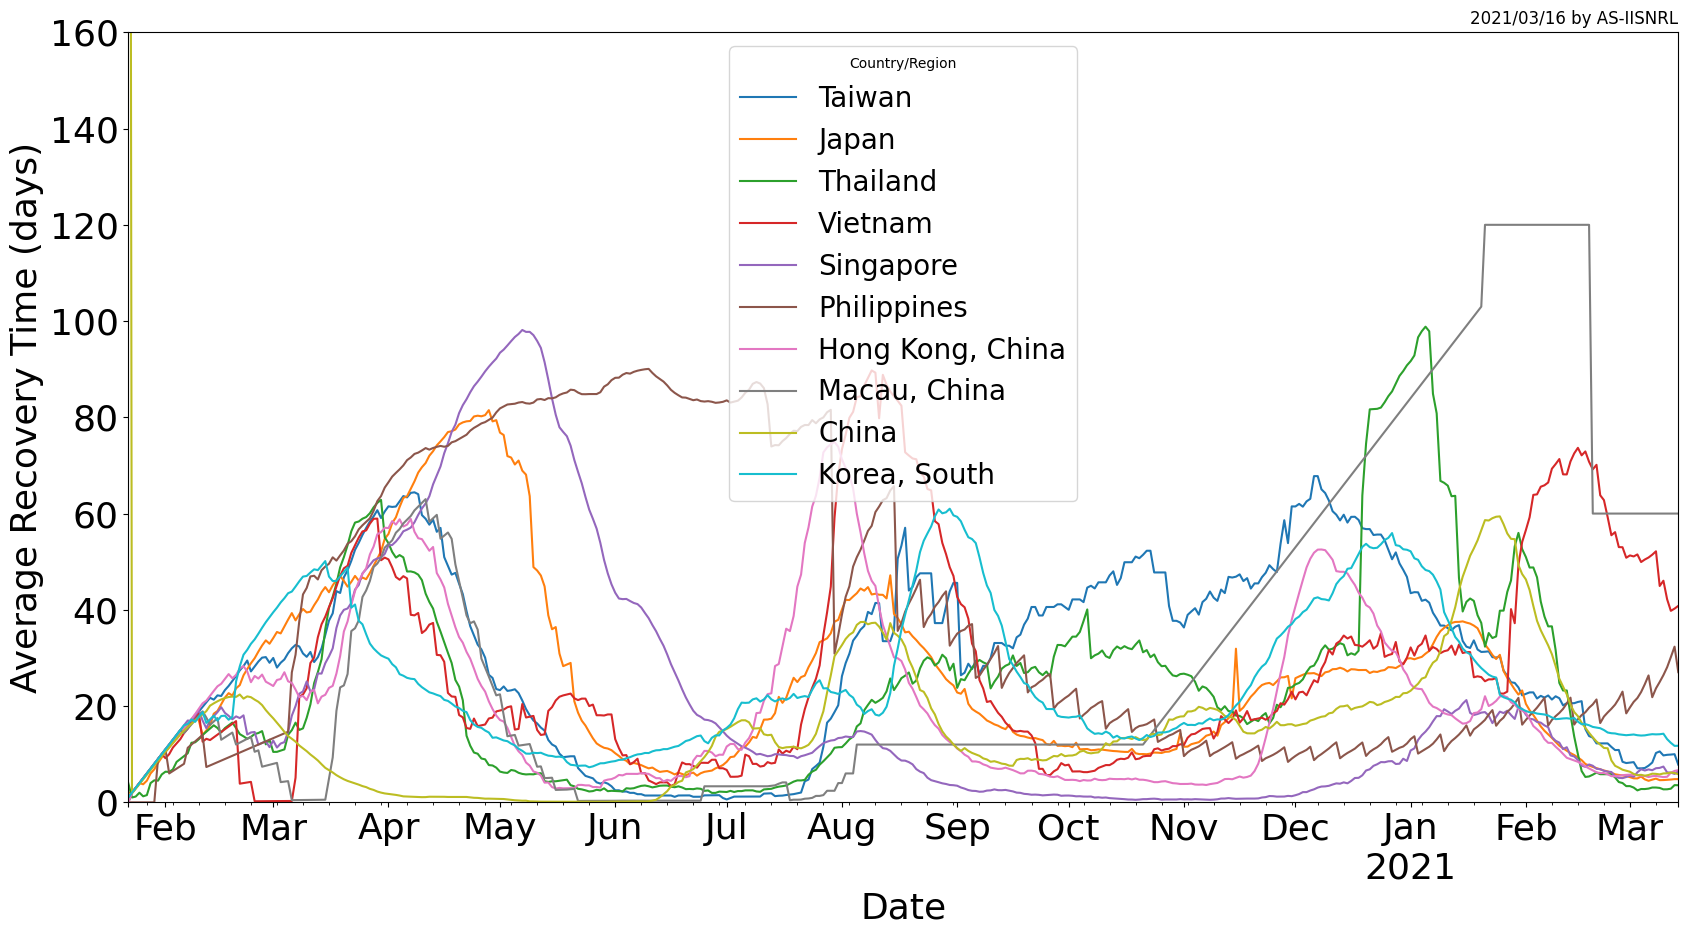 2021/03/16 by AS-IISNRL
Average Recovery Time (days)
160
140
120
100
80
60
40
20
0
Country/Region
Taiwan
Japan
Thailand
Vietnam
Singapore
Philippines
Hong Kong, China
Macau, China
China
Korea, South
Feb Mar Apr May Jun Jul Aug Sep Oct Nov Dec Jan Feb Mar
2021
Date